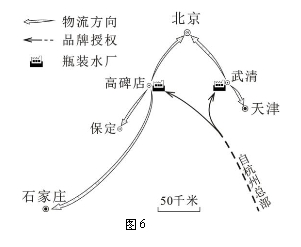 物流方向
品牌授权
瓶装水厂
北京
高碑店
武清
天津
保定
石家庄
自杭州总部
50千米
图6